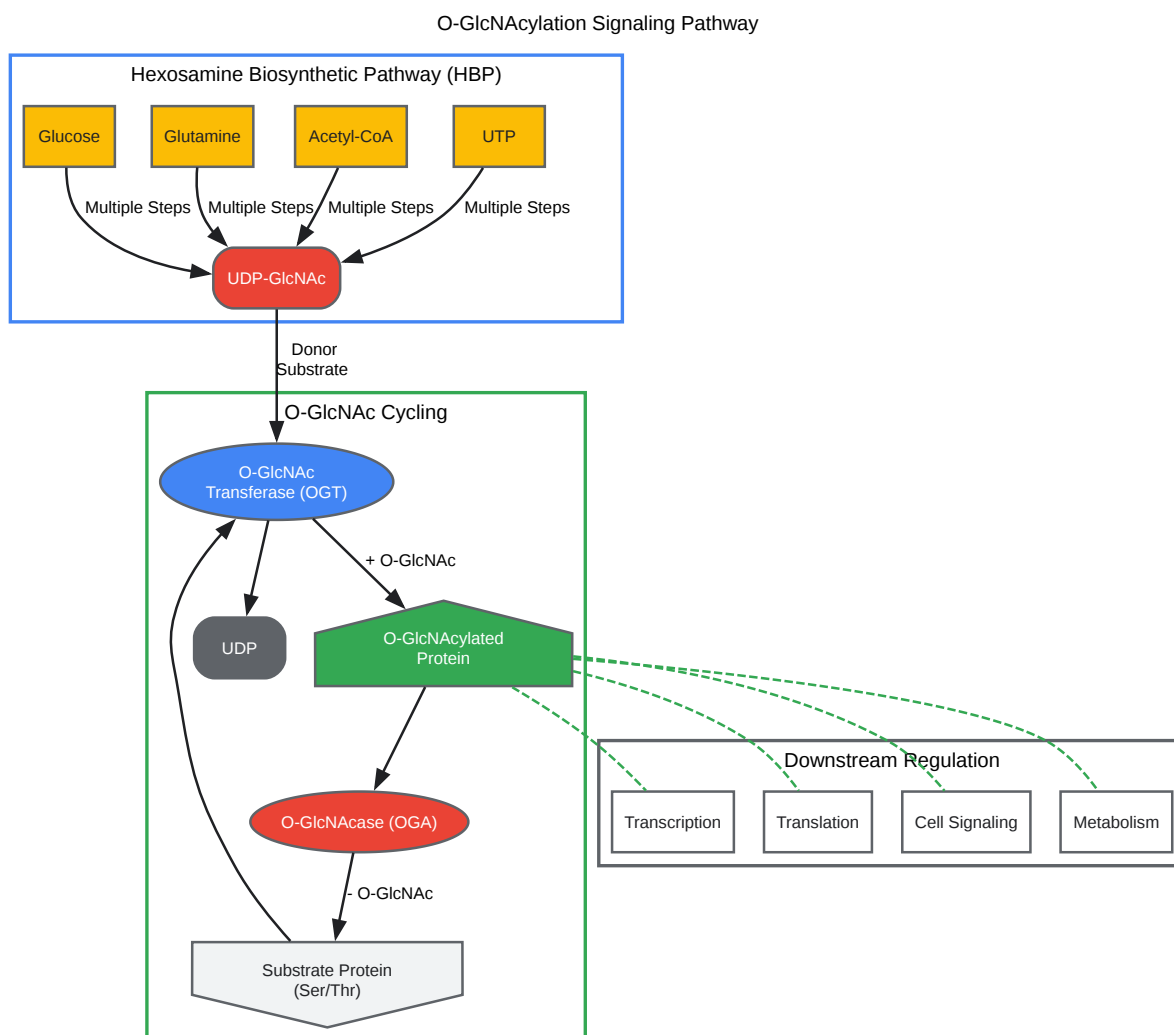 O-GlcNAcylation Signaling Pathway
Hexosamine Biosynthetic Pathway (HBP)
Glucose
Glutamine
Acetyl-CoA
UTP
Multiple Steps
Multiple Steps
Multiple Steps
Multiple Steps
UDP-GlcNAc
Donor
Substrate
O-GlcNAc Cycling
O-GlcNAc
Transferase (OGT)
+ O-GlcNAc
UDP
O-GlcNAcylated
Protein
Downstream Regulation
Transcription
Translation
Cell Signaling
Metabolism
O-GlcNAcase (OGA)
- O-GlcNAc
Substrate Protein
(Ser/Thr)